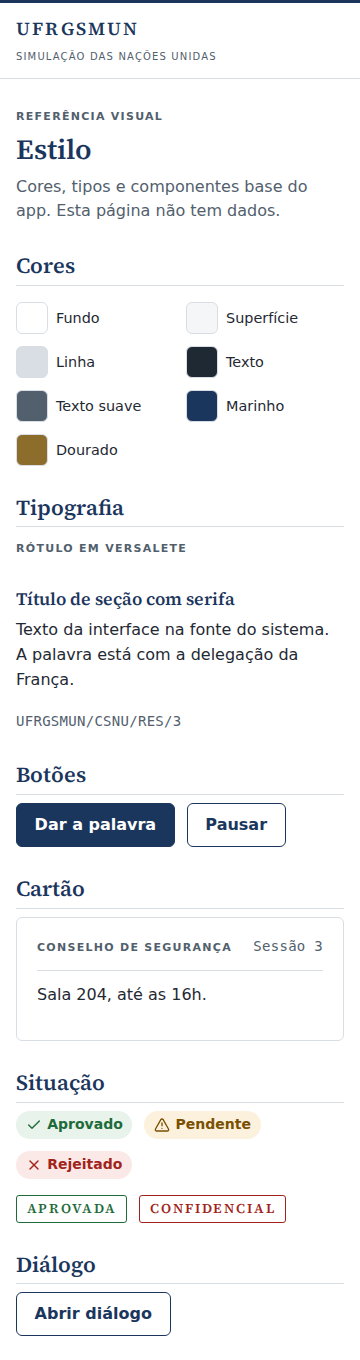 UFRGSMUN
SIMULAÇÃO DAS NAÇÕES UNIDAS
REFERÊNCIA VISUAL
Estilo
Cores, tipos e componentes base do
app. Esta página não tem dados.
Cores
Fundo
Superfície
Linha
Texto
Texto suave
Marinho
Dourado
Tipografia
RÓTULO EM VERSALETE
Título de seção com serifa
Texto da interface na fonte do sistema.
A palavra está com a delegação da
França.
UFRGSMUN/CSNU/RES/3
Botões
Dar a palavra
Pausar
Cartão
CONSELHO DE SEGURANÇA
Sessão 3
Sala 204, até as 16h.
Situação
Aprovado
Pendente
Rejeitado
APROVADA
CONFIDENCIAL
Diálogo
Abrir diálogo